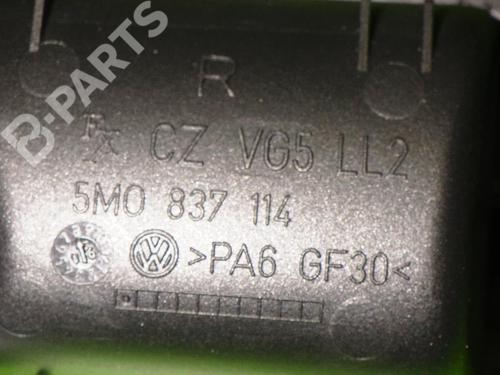 B-PARTS
R
CZ VG5 LL2
5M0 837 114
>PA6 GF30<